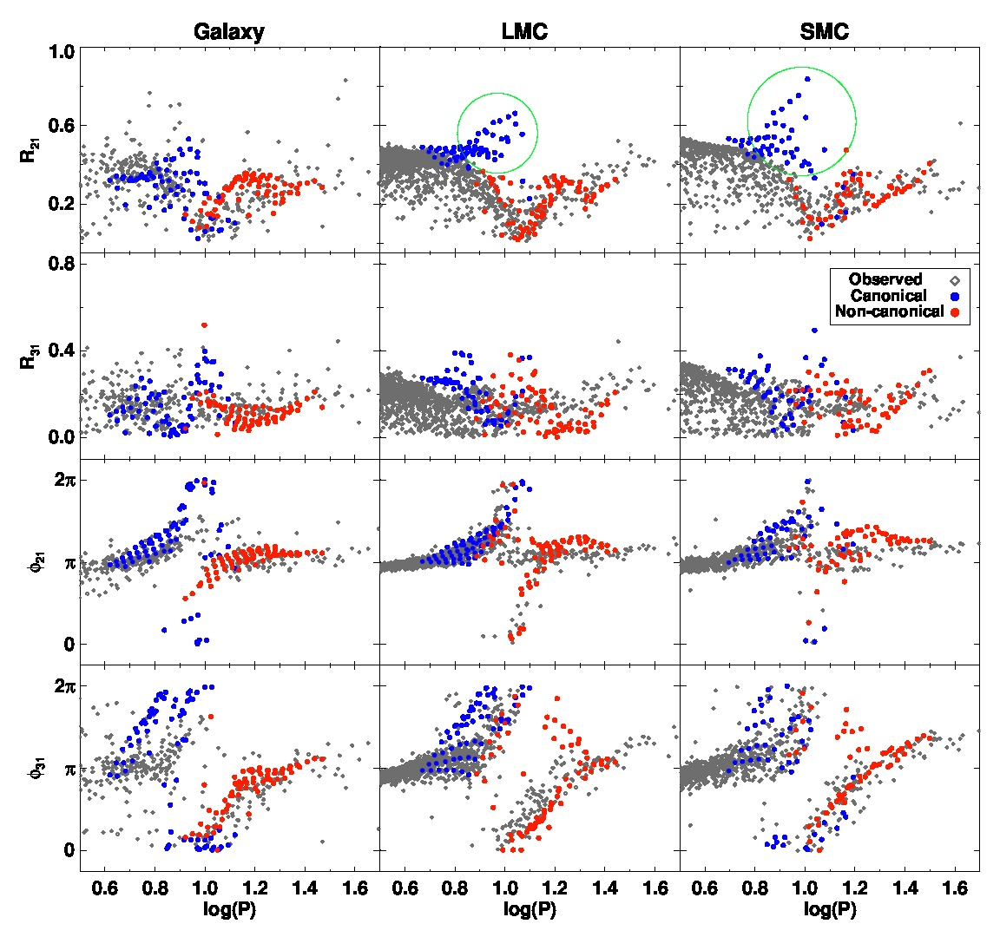 Galaxy LMC SMC
1.0
0.6
0.2
R21
0.8
0.4
0.0
R31
Observed
Canonical
Non-canonical
2π
π
0
ϕ21
2π
π
0
ϕ31
0.6 0.8 1.0 1.2 1.4 1.6 0.6 0.8 1.0 1.2 1.4 1.6 0.6 0.8 1.0 1.2 1.4 1.6
log(P) log(P) log(P)